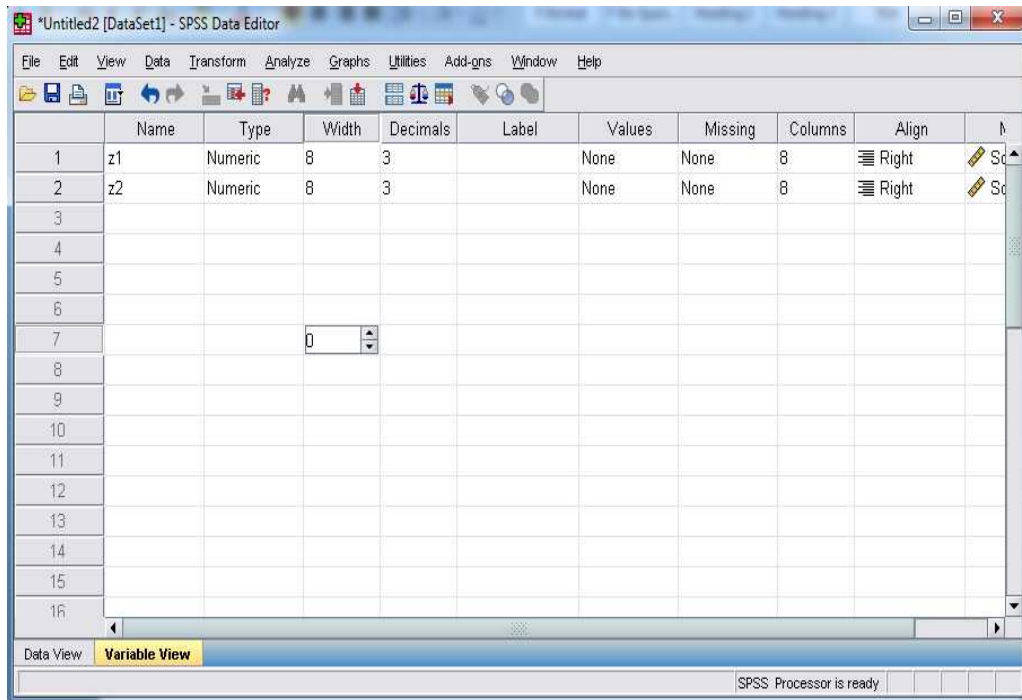 *Untitled2 [DataSet1] - SPSS Data Editor
File Edit View Data Transform Analyze Graphs Utilities Add-ons Window Help
Name Type Width Decimals Label Values Missing Columns Align
1 z1 Numeric 8 3 None None 8 Right
2 z2 Numeric 8 3 None None 8 Right
3
4
5
6
7 0
8
9
10
11
12
13
14
15
16
Data View Variable View
SPSS Processor is ready